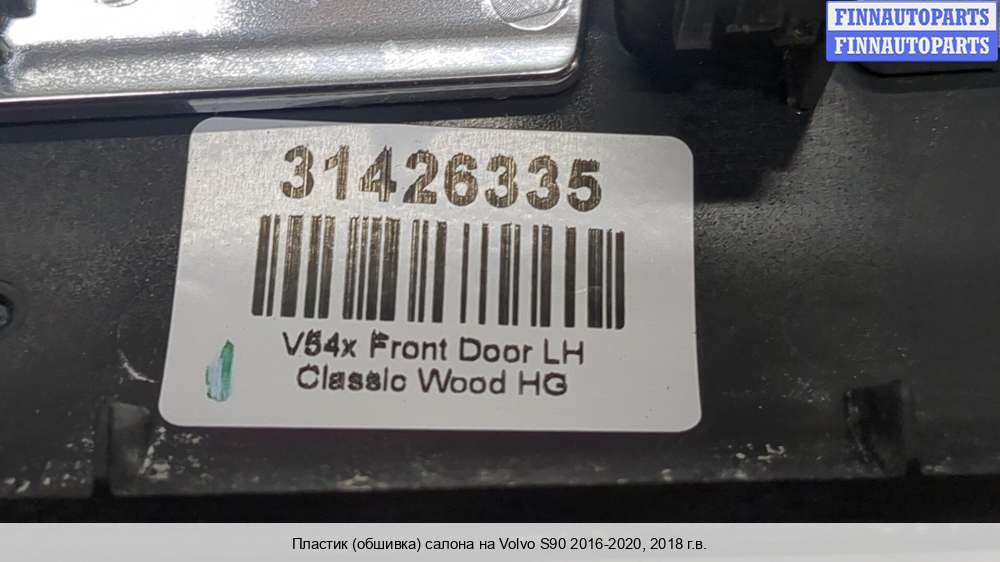 FINNAUTOPARTS
FINNAUTOPARTS
31426335
V54x Front Door LH
Classic Wood HG
Пластик (обшивка) салона на Volvo S90 2016-2020, 2018 г.в.